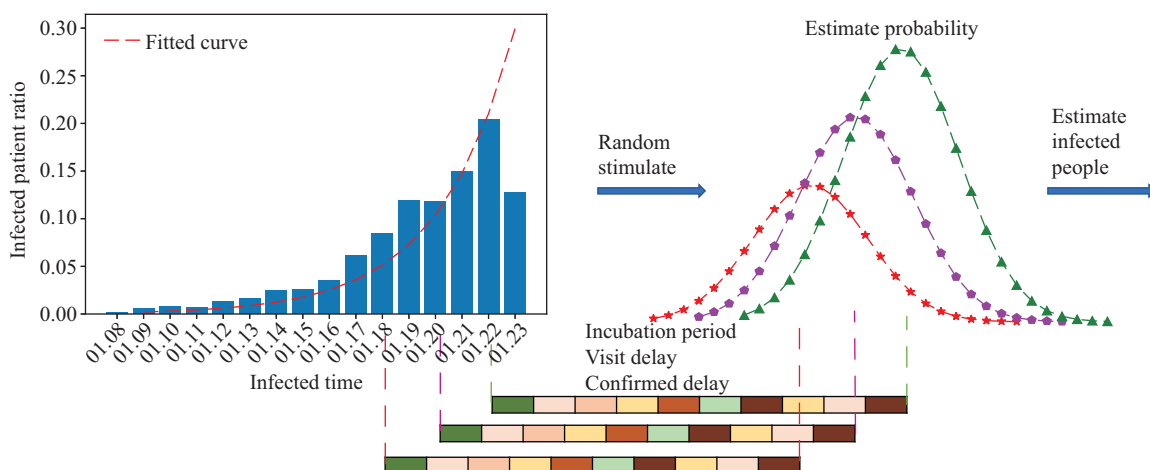 0.30
0.25
0.20
0.15
0.10
0.05
0.00
Infected patient ratio
Fitted curve
01.08
01.09
01.10
01.11
01.12
01.13
01.14
01.15
01.16
01.17
01.18
01.19
01.20
01.21
01.22
01.23
Infected time
Random
stimulate
Estimate probability
Estimate
infected
people
Incubation period
Visit delay
Confirmed delay